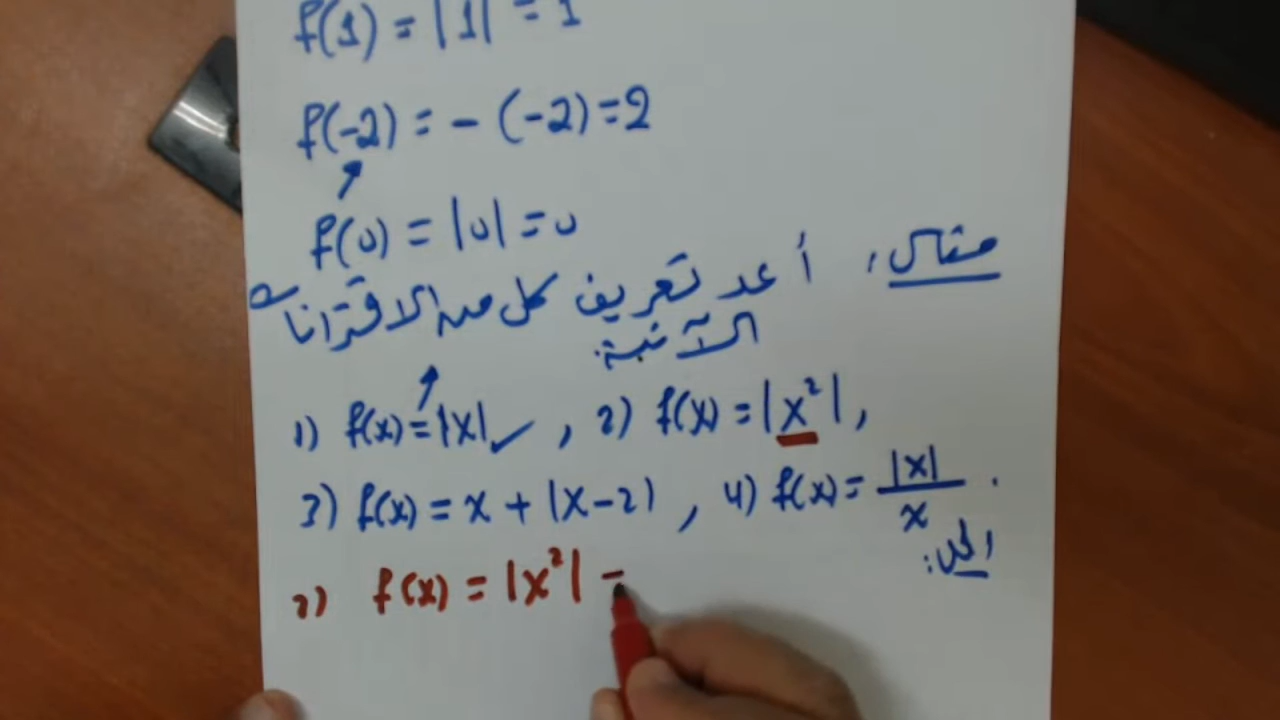 f(1) = |1| = 1
f(-2) = - (-2) = 2
f(0) = |0| = 0
مثال: أعد تعريف كل من الاقترانات
الآتية:
1) f(x) = |x| ✓, 2) f(x) = |x²|,
3) f(x) = x + |x-2|, 4) f(x) = |x|/x .
الحل:
2) f(x) = |x²| =